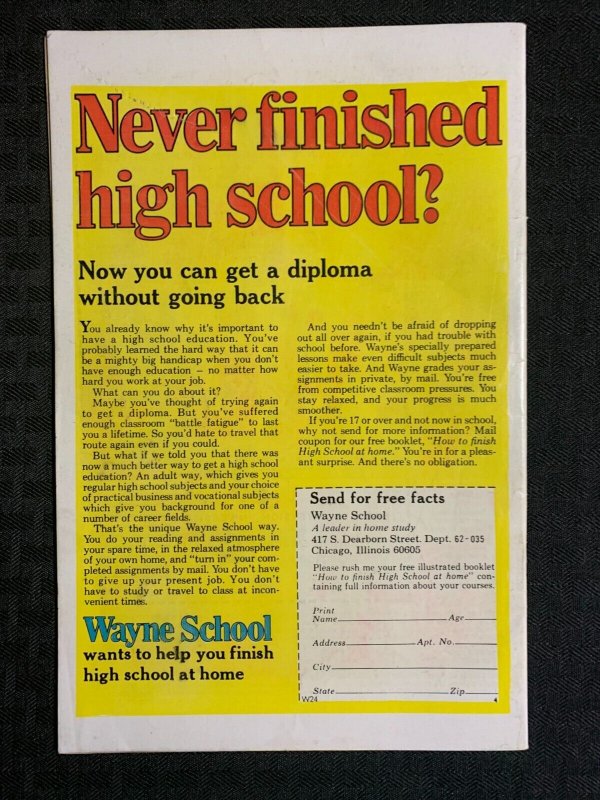 Never finished
high school?
Now you can get a diploma
without going back
You already know why it's important to
have a high school education. You've
probably learned the hard way that it can
be a mighty big handicap when you don't
have enough education — no matter how
hard you work at your job.
What can you do about it?
Maybe you've thought of trying again
to get a diploma. But you've suffered
enough classroom "battle fatigue" to last
you a lifetime. So you'd hate to travel that
route again even if you could.
But what if we told you that there was
now a much better way to get a high school
education? An adult way, which gives you
regular high school subjects and your choice
of practical business and vocational subjects
which give you background for one of a
number of career fields.
That's the unique Wayne School way.
You do your reading and assignments in
your spare time, in the relaxed atmosphere
of your own home, and "turn in" your com-
pleted assignments by mail. You don't have
to give up your present job. You don't
have to study or travel to class at incon-
venient times.
Wayne School
wants to help you finish
high school at home
And you needn't be afraid of dropping
out all over again, if you had trouble with
school before. Wayne's specially prepared
lessons make even difficult subjects much
easier to take. And Wayne grades your as-
signments in private, by mail. You're free
from competitive classroom pressures. You
stay relaxed, and your progress is much
smoother.
If you're 17 or over and not now in school,
why not send for more information? Mail
coupon for our free booklet, "How to finish
High School at home." You're in for a pleas-
ant surprise. And there's no obligation.
Send for free facts
Wayne School
A leader in home study
417 S. Dearborn Street. Dept. 62-035
Chicago, Illinois 60605
Please rush me your free illustrated booklet
"How to finish High School at home" con-
taining full information about your courses.
Print
Name Age
Address Apt. No.
City
State Zip
W24 4